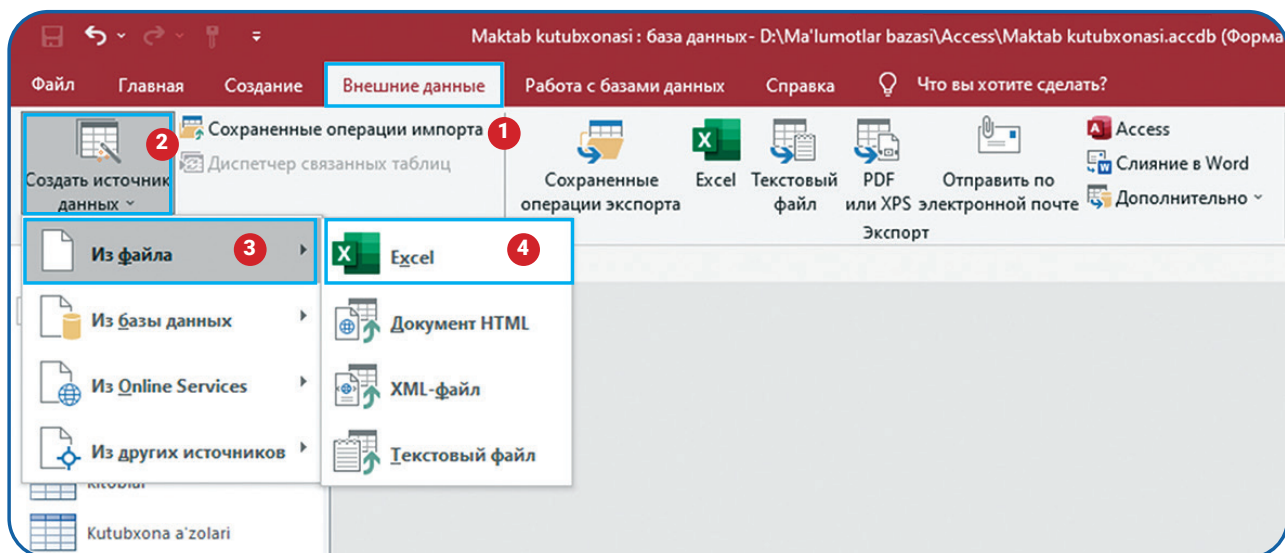 Maktab kutubxonasi : база данных- D:\Ma'lumotlar bazasi\Access\Maktab kutubxonasi.accdb (Форма
Файл Главная Создание Внешние данные Работа с базами данных Справка Что вы хотите сделать?
Создать источник данных
2
Сохраненные операции импорта
1
Диспетчер связанных таблиц
Сохраненные операции экспорта
Excel
Текстовый файл
PDF или XPS
Отправить по электронной почте
Access
Слияние в Word
Дополнительно
Экспорт
Из файла
3
Excel
4
Из базы данных
Документ HTML
Из Online Services
XML-файл
Из других источников
Текстовый файл
kitoblar
Kutubxona a'zolari